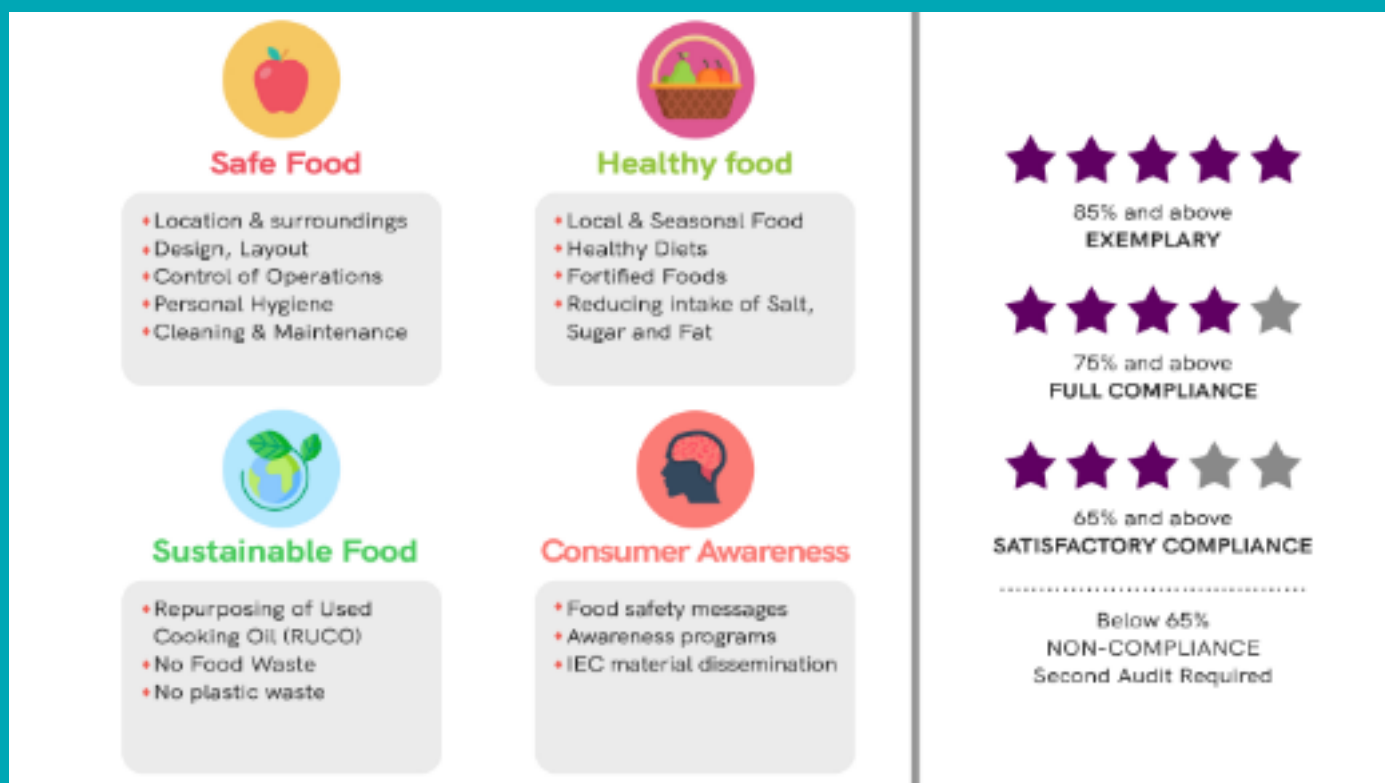 Safe Food
+Location & surroundings
+Design, Layout
+Control of Operations
+Personal Hygiene
+Cleaning & Maintenance
Healthy food
+Local & Seasonal Food
+Healthy Diets
+Fortified Foods
+Reducing intake of Salt,
Sugar and Fat
Sustainable Food
+Repurposing of Used
Cooking Oil (RUCO)
+No Food Waste
+No plastic waste
Consumer Awareness
+Food safety messages
+Awareness programs
+IEC material dissemination
85% and above
EXEMPLARY
75% and above
FULL COMPLIANCE
65% and above
SATISFACTORY COMPLIANCE
Below 65%
NON-COMPLIANCE
Second Audit Required